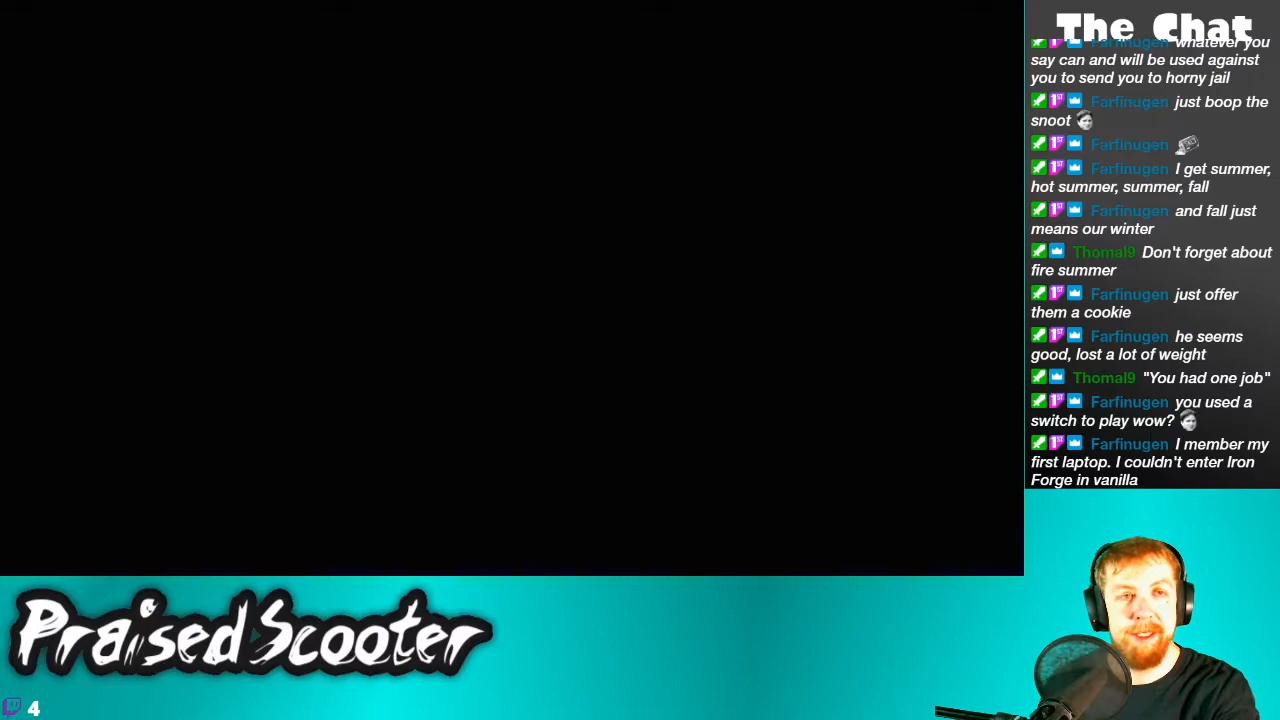 The Chat
Farfinugen whatever you
say can and will be used against
you to send you to horny jail
Farfinugen just boop the
snoot
Farfinugen
Farfinugen I get summer,
hot summer, summer, fall
Farfinugen and fall just
means our winter
Thomal9 Don't forget about
fire summer
Farfinugen just offer
them a cookie
Farfinugen he seems
good, lost a lot of weight
Thomal9 "You had one job"
Farfinugen you used a
switch to play wow?
Farfinugen I member my
first laptop. I couldn't enter Iron
Forge in vanilla
Praised Scooter
4